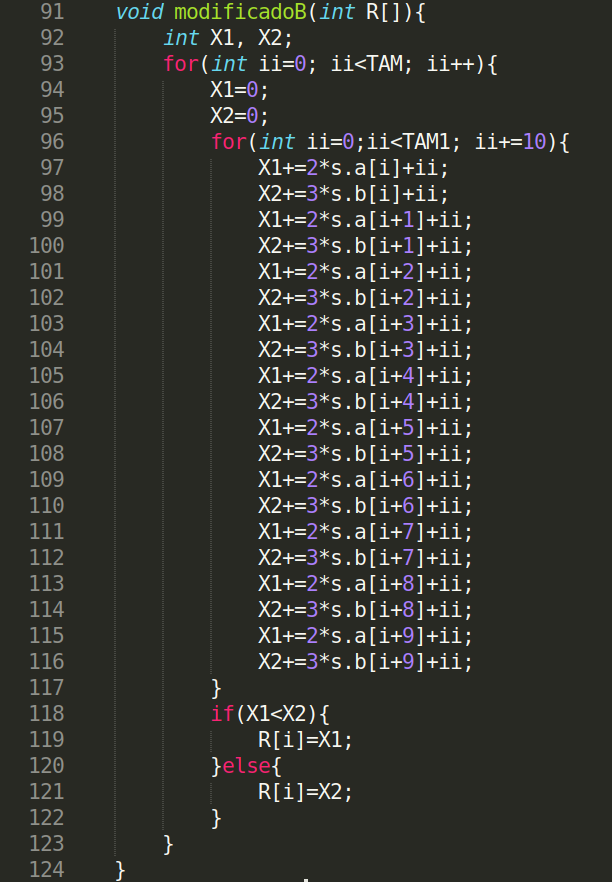 91 void modificadoB(int R[]){
92 int X1, X2;
93 for(int ii=0; ii<TAM; ii++){
94 X1=0;
95 X2=0;
96 for(int ii=0;ii<TAM1; ii+=10){
97 X1+=2*s.a[i]+ii;
98 X2+=3*s.b[i]+ii;
99 X1+=2*s.a[i+1]+ii;
100 X2+=3*s.b[i+1]+ii;
101 X1+=2*s.a[i+2]+ii;
102 X2+=3*s.b[i+2]+ii;
103 X1+=2*s.a[i+3]+ii;
104 X2+=3*s.b[i+3]+ii;
105 X1+=2*s.a[i+4]+ii;
106 X2+=3*s.b[i+4]+ii;
107 X1+=2*s.a[i+5]+ii;
108 X2+=3*s.b[i+5]+ii;
109 X1+=2*s.a[i+6]+ii;
110 X2+=3*s.b[i+6]+ii;
111 X1+=2*s.a[i+7]+ii;
112 X2+=3*s.b[i+7]+ii;
113 X1+=2*s.a[i+8]+ii;
114 X2+=3*s.b[i+8]+ii;
115 X1+=2*s.a[i+9]+ii;
116 X2+=3*s.b[i+9]+ii;
117 }
118 if(X1<X2){
119 R[i]=X1;
120 }else{
121 R[i]=X2;
122 }
123 }
124 }